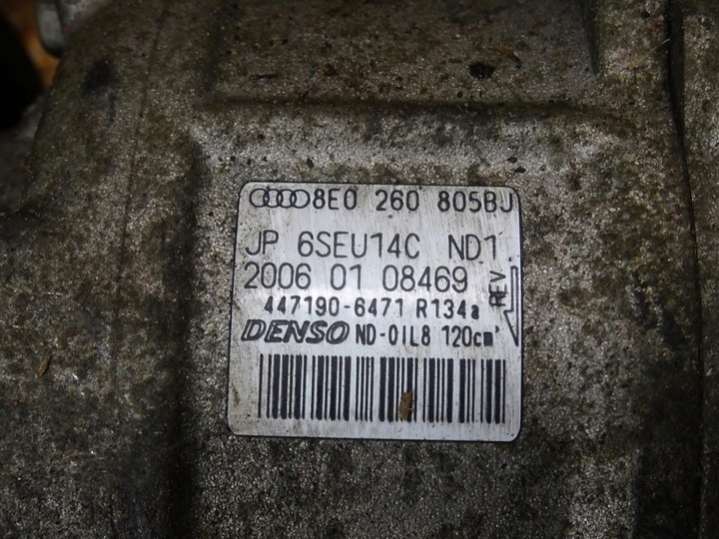 8E0 260 805BJ
JP 6SEU14C ND1
2006 01 08469
REV
447190-6471 R134a
DENSO ND-OIL8 120cm³